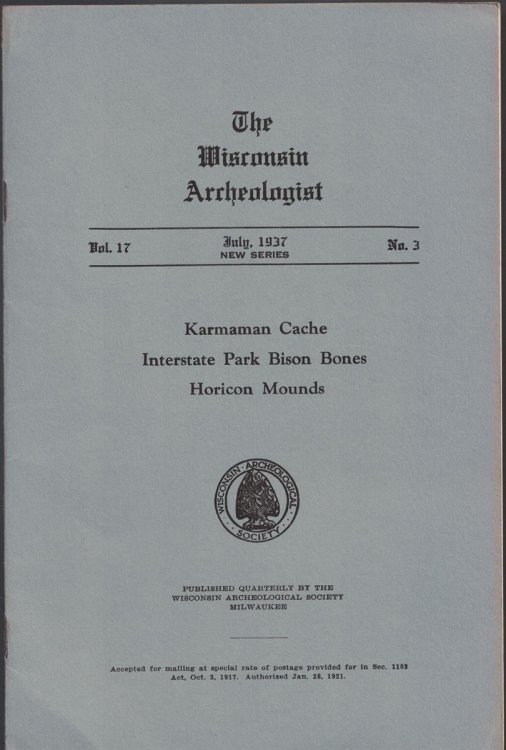 The
Wisconsin
Archeologist
Vol. 17
July, 1937
NEW SERIES
No. 3
Karmaman Cache
Interstate Park Bison Bones
Horicon Mounds
WISCONSIN · ARCHEOLOGICAL
SOCIETY
PUBLISHED QUARTERLY BY THE
WISCONSIN ARCHEOLOGICAL SOCIETY
MILWAUKEE
Accepted for mailing at special rate of postage provided for in Sec. 1103
Act, Oct. 3, 1917. Authorized Jan. 28, 1921.